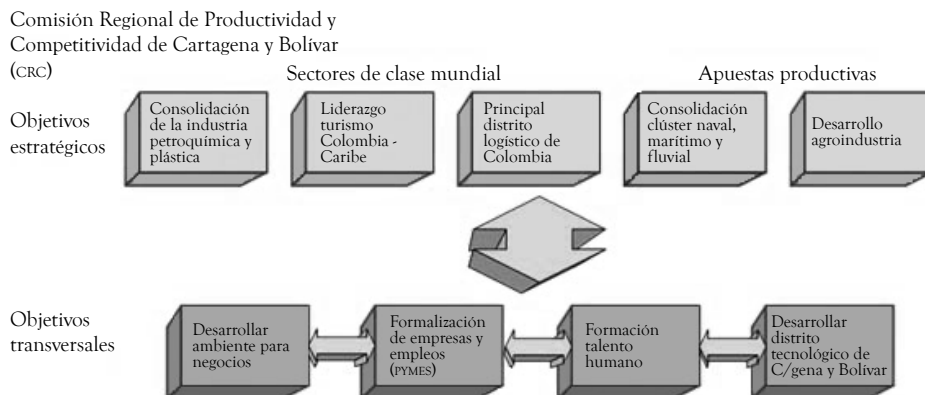 Comisión Regional de Productividad y
Competitividad de Cartagena y Bolívar
(CRC)
Sectores de clase mundial
Apuestas productivas
Objetivos
estratégicos
Consolidación
de la industria
petroquímica y
plástica
Liderazgo
turismo
Colombia -
Caribe
Principal
distrito
logístico de
Colombia
Consolidación
clúster naval,
marítimo y
fluvial
Desarrollo
agroindustria
Objetivos
transversales
Desarrollar
ambiente para
negocios
Formalización
de empresas y
empleos
(PYMES)
Formación
talento
humano
Desarrollar
distrito
tecnológico de
C/gena y Bolívar